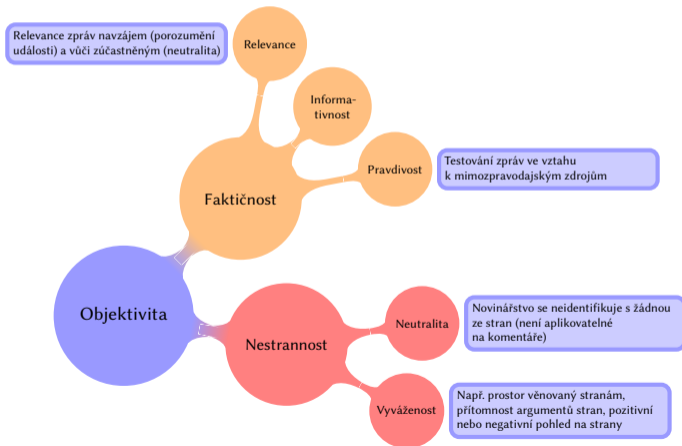 Relevance zpráv navzájem (porozumění
události) a vůči zúčastněným (neutralita)
Relevance
Informa-
tivnost
Pravdivost
Testování zpráv ve vztahu
k mimozpravodajským zdrojům
Faktičnost
Objektivita
Nestrannost
Neutralita
Novinářstvo se neidentifikuje s žádnou
ze stran (není aplikovatelné
na komentáře)
Vyváženost
Např. prostor věnovaný stranám,
přítomnost argumentů stran, pozitivní
nebo negativní pohled na strany